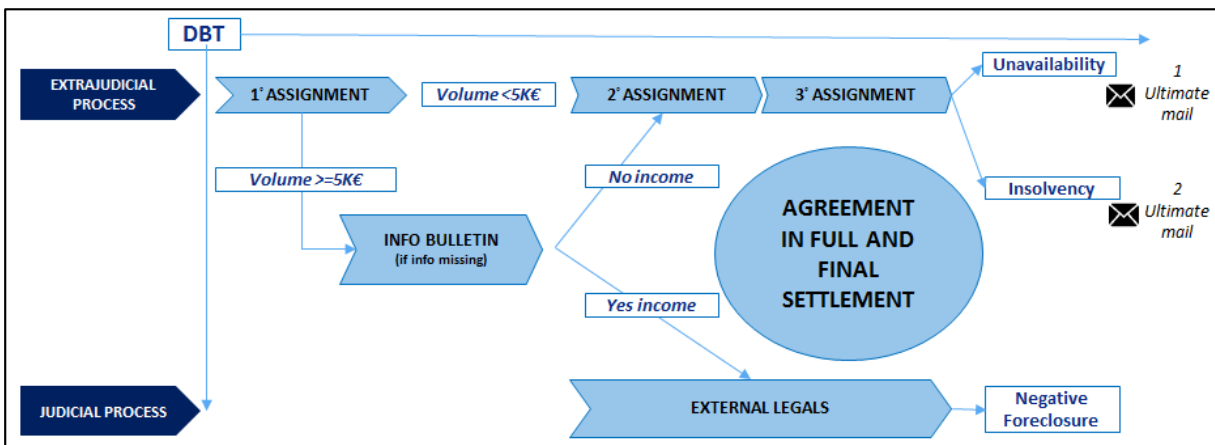 DBT
EXTRAJUDICIAL
PROCESS
1° ASSIGNMENT
Volume <5K€
2° ASSIGNMENT
3° ASSIGNMENT
Unavailability
1
Ultimate
mail
Volume >=5K€
No income
Insolvency
2
Ultimate
mail
INFO BULLETIN
(if info missing)
AGREEMENT
IN FULL AND
FINAL
SETTLEMENT
Yes income
JUDICIAL PROCESS
EXTERNAL LEGALS
Negative
Foreclosure